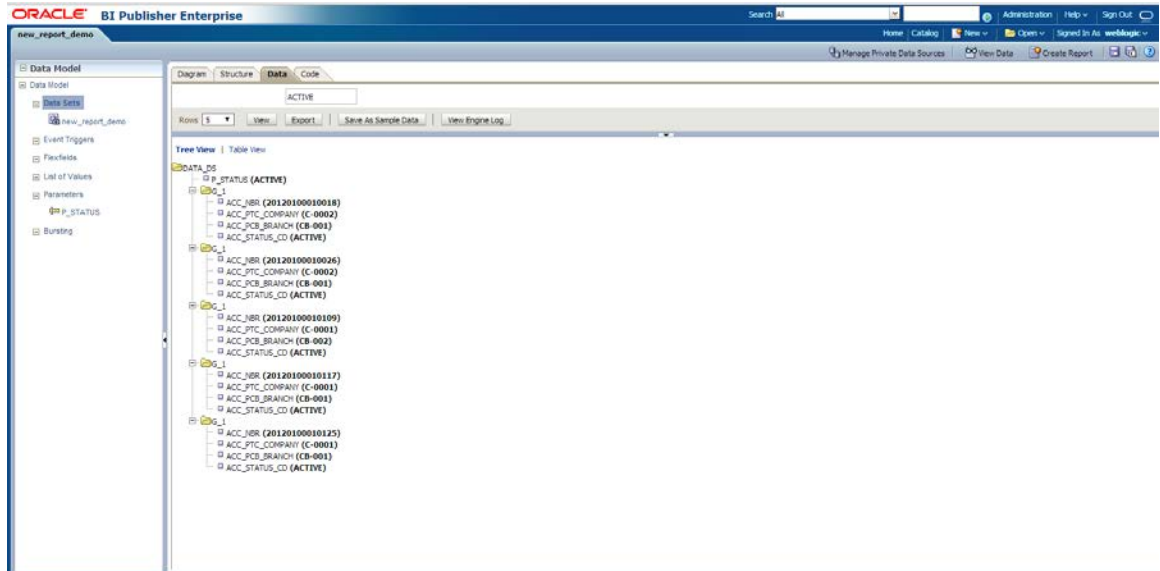 ORACLE BI Publisher Enterprise
Search All
Administration Help Sign Out
new_report_demo
Home Catalog New Open Signed In As weblogic
Manage Private Data Sources View Data Create Report
Data Model
Diagram Structure Data Code
Data Model
Data Sets
new_report_demo
Event Triggers
Flexfields
List of Values
Parameters
P_STATUS
Bursting
ACTIVE
Rows 5 View Export Save As Sample Data View Engine Log
Tree View | Table View
DATA_DS
P_STATUS (ACTIVE)
G_1
ACC_NBR (20120100010018)
ACC_PTC_COMPANY (C-0002)
ACC_PCB_BRANCH (CB-001)
ACC_STATUS_CD (ACTIVE)
G_1
ACC_NBR (20120100010026)
ACC_PTC_COMPANY (C-0002)
ACC_PCB_BRANCH (CB-001)
ACC_STATUS_CD (ACTIVE)
G_1
ACC_NBR (20120100010109)
ACC_PTC_COMPANY (C-0001)
ACC_PCB_BRANCH (CB-002)
ACC_STATUS_CD (ACTIVE)
G_1
ACC_NBR (20120100010117)
ACC_PTC_COMPANY (C-0001)
ACC_PCB_BRANCH (CB-001)
ACC_STATUS_CD (ACTIVE)
G_1
ACC_NBR (20120100010125)
ACC_PTC_COMPANY (C-0001)
ACC_PCB_BRANCH (CB-001)
ACC_STATUS_CD (ACTIVE)